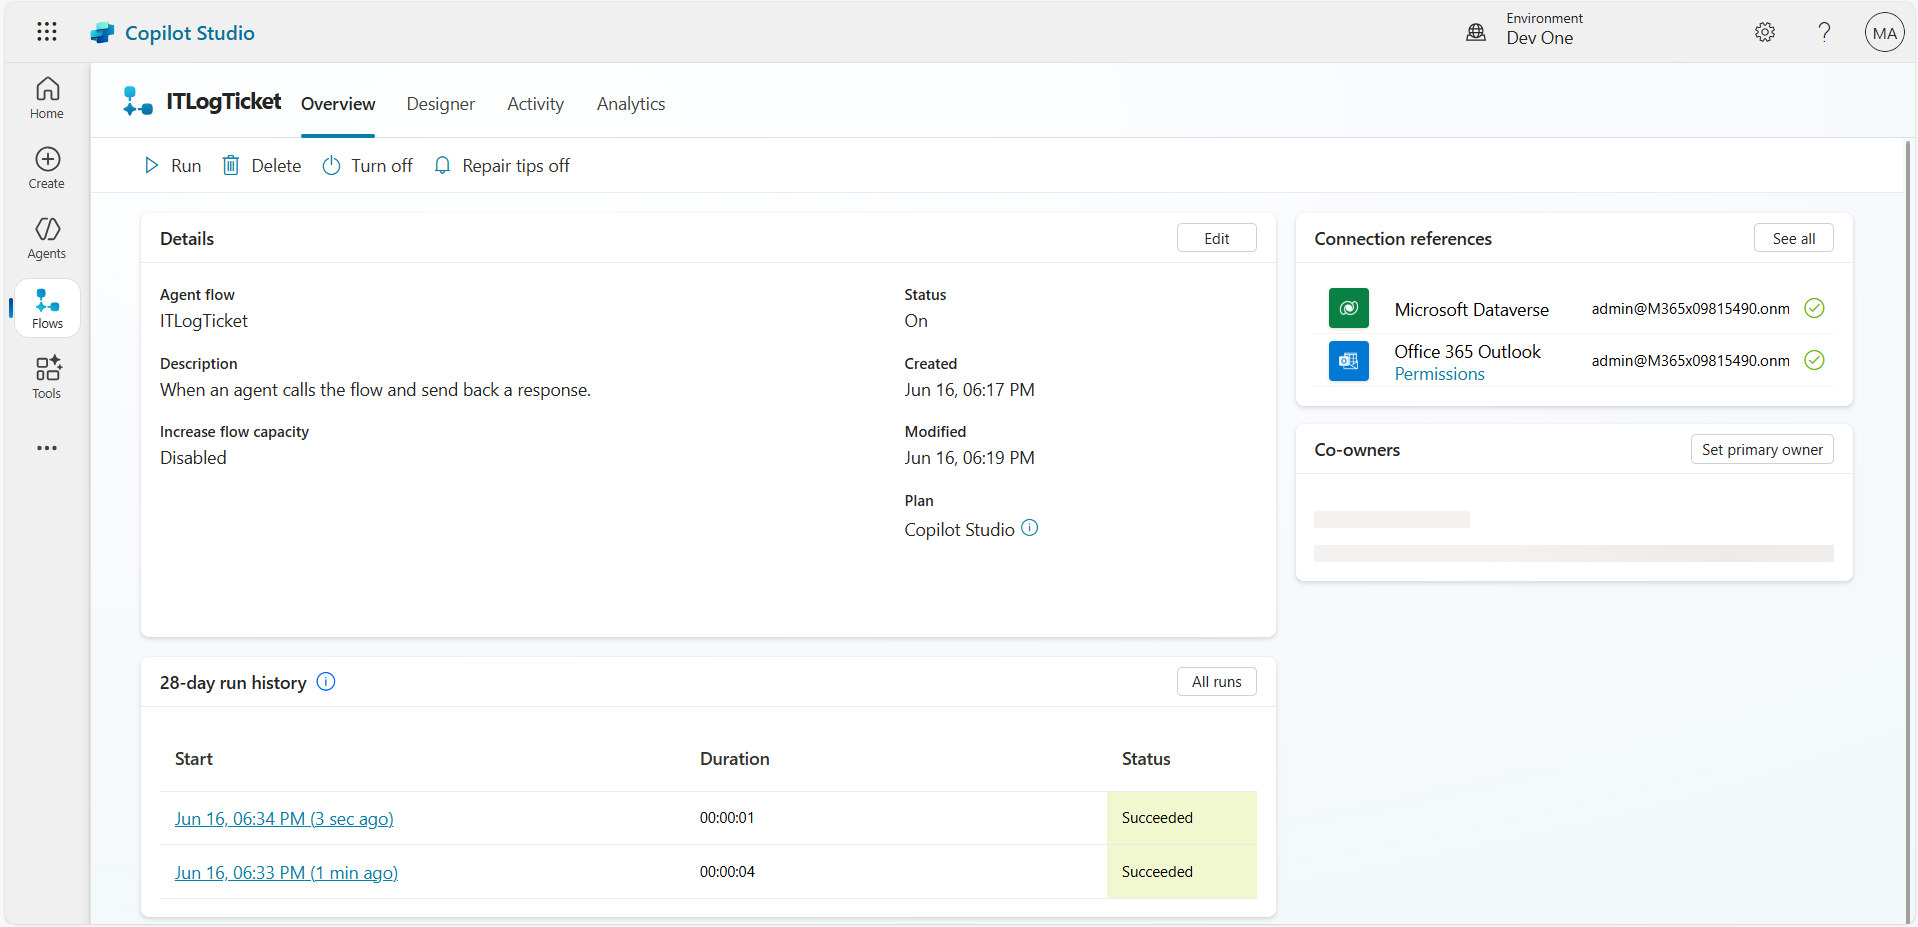 Copilot Studio
Environment
Dev One
MA
Home
Create
Agents
Flows
Tools
ITLogTicket
Overview
Designer
Activity
Analytics
Run
Delete
Turn off
Repair tips off
Details
Edit
Agent flow
ITLogTicket
Description
When an agent calls the flow and send back a response.
Increase flow capacity
Disabled
Status
On
Created
Jun 16, 06:17 PM
Modified
Jun 16, 06:19 PM
Plan
Copilot Studio
Connection references
See all
Microsoft Dataverse
admin@M365x09815490.onm
Office 365 Outlook
Permissions
admin@M365x09815490.onm
Co-owners
Set primary owner
28-day run history
All runs
Start Duration Status
Jun 16, 06:34 PM (3 sec ago) 00:00:01 Succeeded
Jun 16, 06:33 PM (1 min ago) 00:00:04 Succeeded